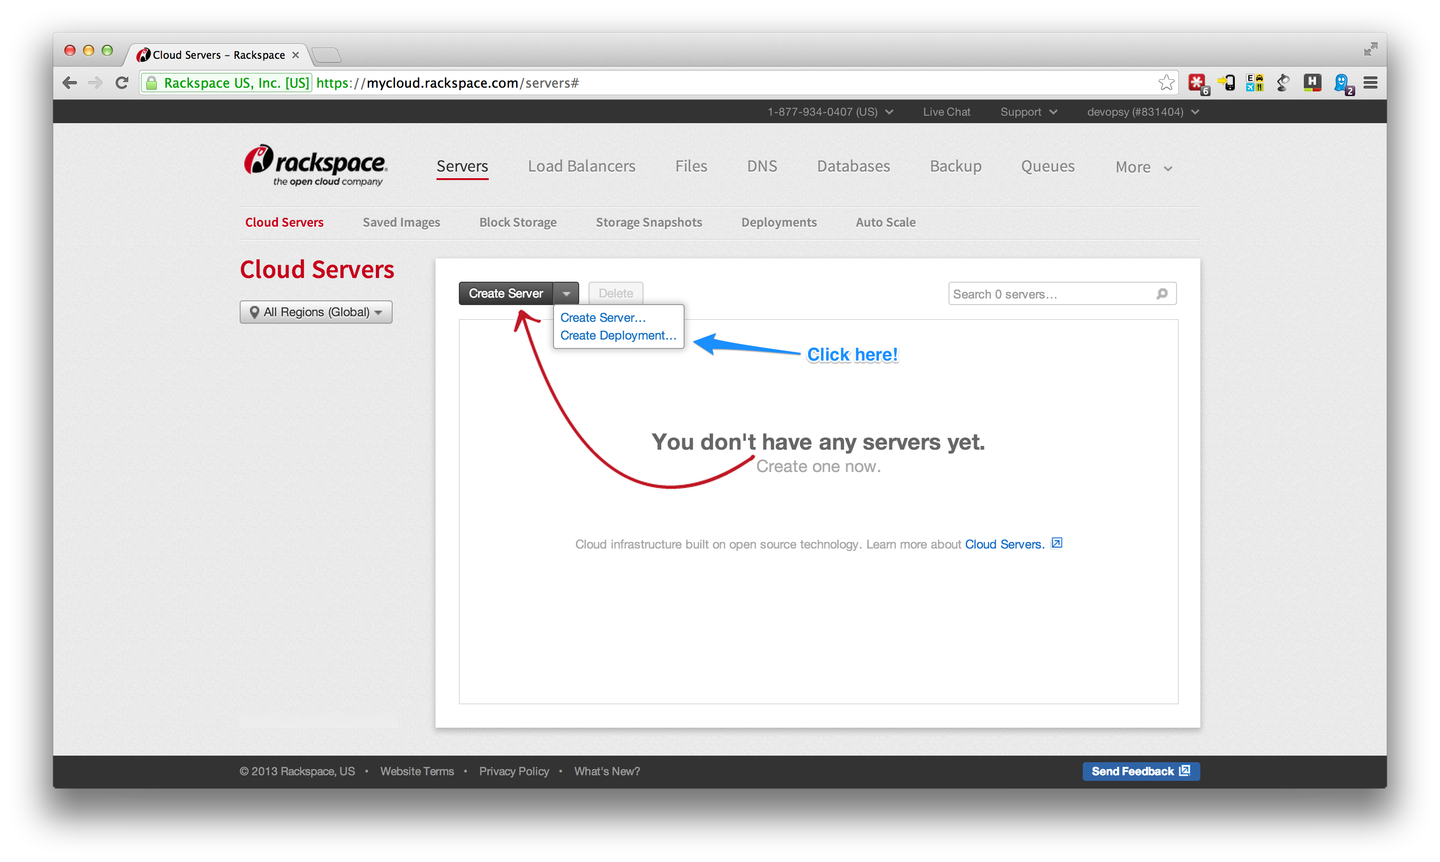 Cloud Servers – Rackspace
Rackspace US, Inc. [US] https://mycloud.rackspace.com/servers#
6
E
H
2
1-877-934-0407 (US) Live Chat Support devopsy (#831404)
rackspace.
the open cloud company
Servers Load Balancers Files DNS Databases Backup Queues More
Cloud Servers Saved Images Block Storage Storage Snapshots Deployments Auto Scale
Cloud Servers
All Regions (Global)
Create Server Delete Search 0 servers...
Create Server...
Create Deployment...
Click here!
You don't have any servers yet.
Create one now.
Cloud infrastructure built on open source technology. Learn more about Cloud Servers.
© 2013 Rackspace, US • Website Terms • Privacy Policy • What's New?
Send Feedback